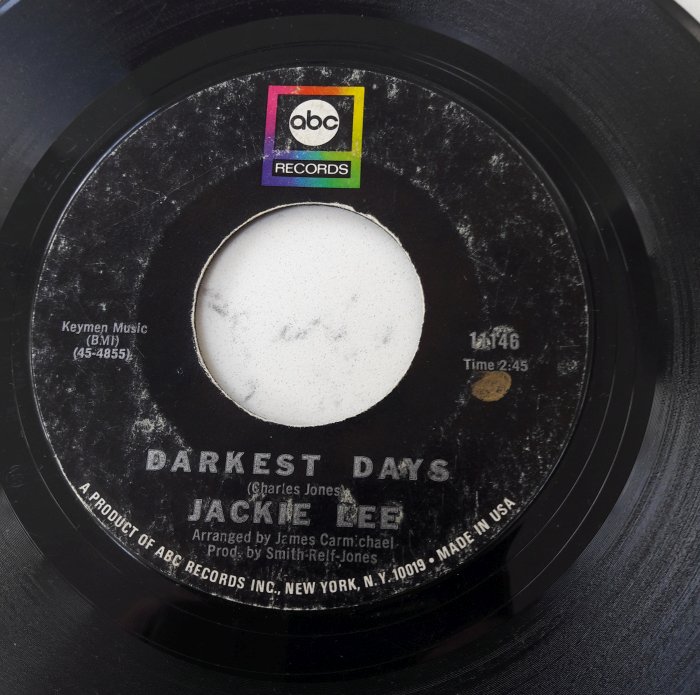 abc
RECORDS
Keymen Music
(BMI)
(45-4855)
11146
Time 2:45
DARKEST DAYS
(Charles Jones)
JACKIE LEE
Arranged by James Carmichael
Prod. by Smith-Relf-Jones
A PRODUCT OF ABC RECORDS INC., NEW YORK, N.Y. 10019 • MADE IN USA